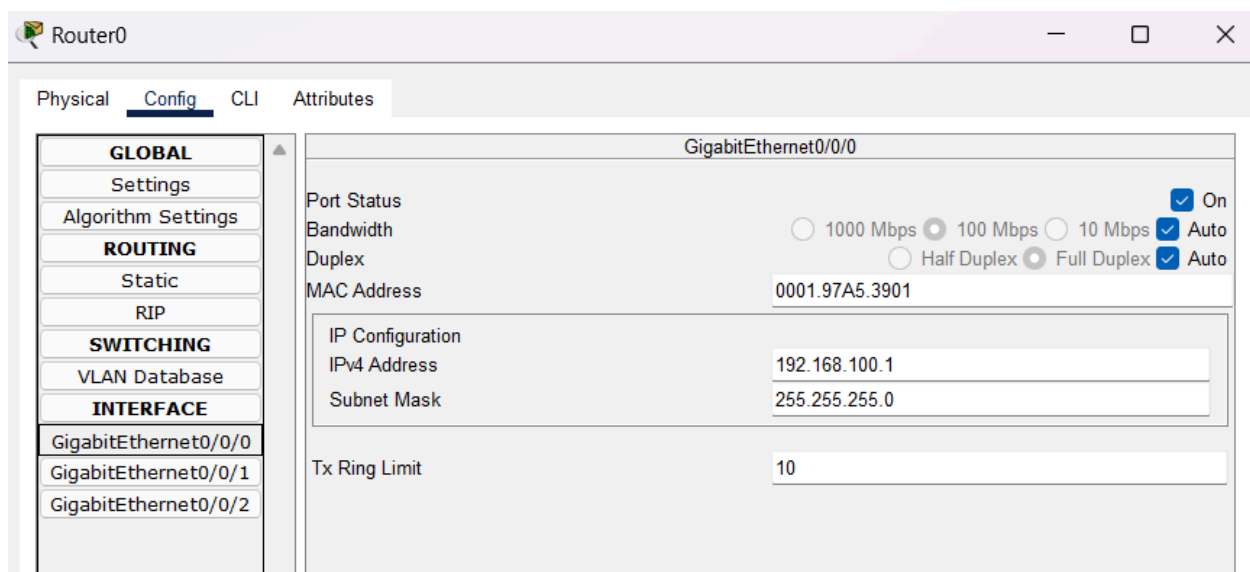 Router0
Physical Config CLI Attributes
GLOBAL
Settings
Algorithm Settings
ROUTING
Static
RIP
SWITCHING
VLAN Database
INTERFACE
GigabitEthernet0/0/0
GigabitEthernet0/0/1
GigabitEthernet0/0/2
GigabitEthernet0/0/0
Port Status On
Bandwidth 1000 Mbps 100 Mbps 10 Mbps Auto
Duplex Half Duplex Full Duplex Auto
MAC Address 0001.97A5.3901
IP Configuration
IPv4 Address 192.168.100.1
Subnet Mask 255.255.255.0
Tx Ring Limit 10